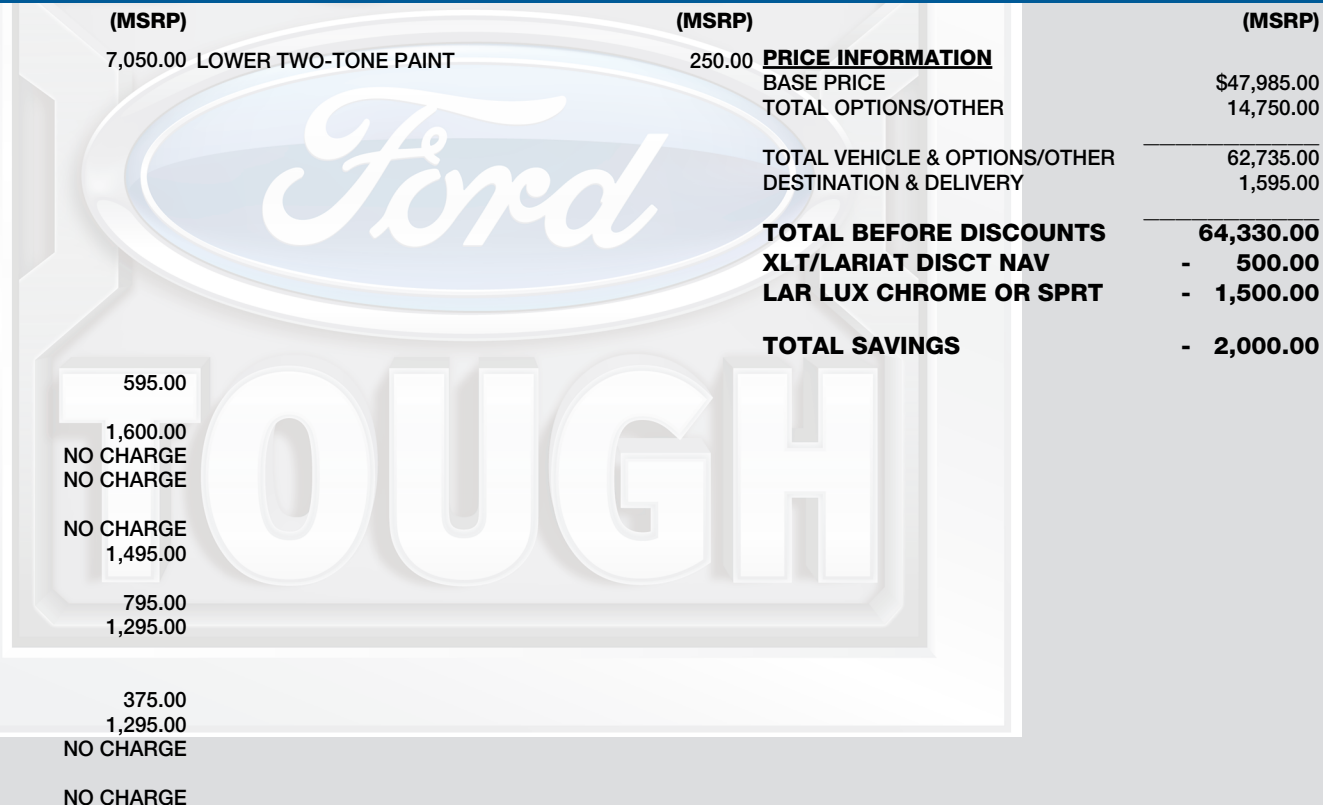 (MSRP) (MSRP) (MSRP)
7,050.00 LOWER TWO-TONE PAINT 250.00 PRICE INFORMATION
BASE PRICE $47,985.00
TOTAL OPTIONS/OTHER 14,750.00
TOTAL VEHICLE & OPTIONS/OTHER 62,735.00
DESTINATION & DELIVERY 1,595.00
TOTAL BEFORE DISCOUNTS 64,330.00
XLT/LARIAT DISCT NAV - 500.00
LAR LUX CHROME OR SPRT - 1,500.00
TOTAL SAVINGS - 2,000.00
595.00
1,600.00
NO CHARGE
NO CHARGE
NO CHARGE
1,495.00
795.00
1,295.00
375.00
1,295.00
NO CHARGE
NO CHARGE
Ford
TOUGH